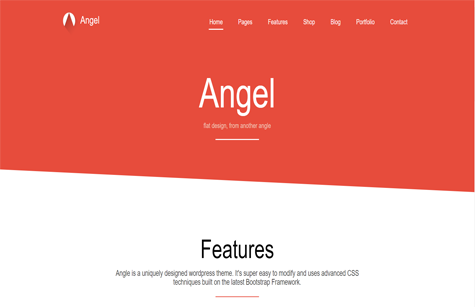 Angel
Home Pages Features Shop Blog Portfolio Contact
Angel
flat design, from another angle
Features
Angle is a uniquely designed wordpress theme. It's super easy to modify and uses advanced CSS
techniques built on the latest Bootstrap Framework.